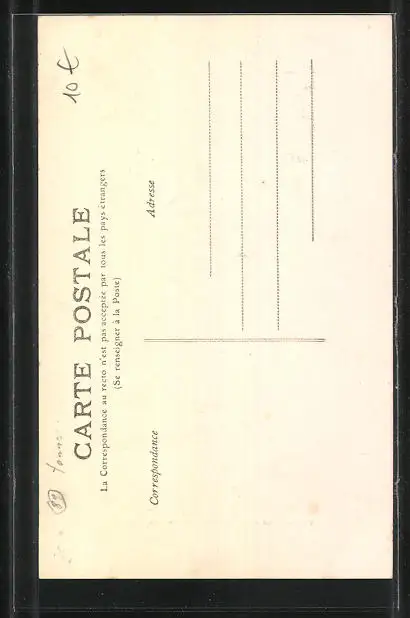 10 €
CARTE POSTALE
La Correspondance au recto n'est pas acceptée par tous les pays étrangers
(Se renseigner à la Poste)
Correspondance
Adresse